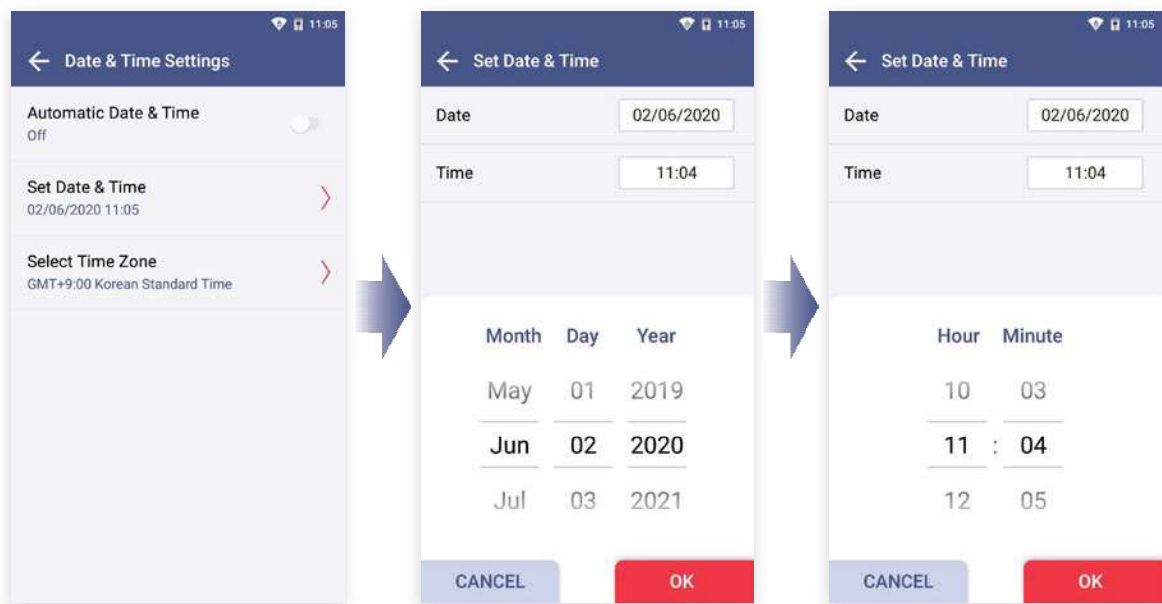 11:05
Date & Time Settings
Automatic Date & Time
Off
Set Date & Time
02/06/2020 11:05
Select Time Zone
GMT+9:00 Korean Standard Time
11:05
Set Date & Time
Date 02/06/2020
Time 11:04
Month Day Year
May 01 2019
Jun 02 2020
Jul 03 2021
CANCEL OK
11:05
Set Date & Time
Date 02/06/2020
Time 11:04
Hour Minute
10 03
11 : 04
12 05
CANCEL OK